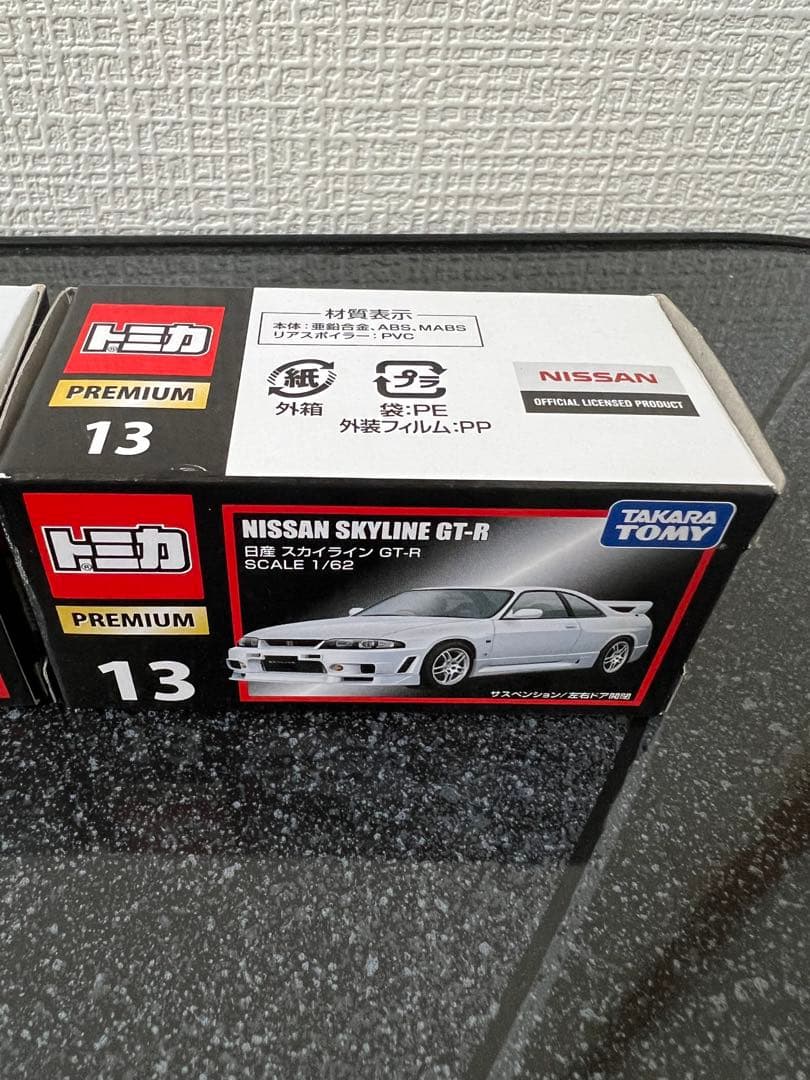 トミカ
PREMIUM
13
材質表示
本体:亜鉛合金、ABS、MABS
リアスポイラー:PVC
紙
外箱
プラ
袋:PE
外装フィルム:PP
NISSAN
OFFICIAL LICENSED PRODUCT
トミカ
PREMIUM
13
NISSAN SKYLINE GT-R
日産 スカイライン GT-R
SCALE 1/62
TAKARA
TOMY
サスペンション/左右ドア開閉